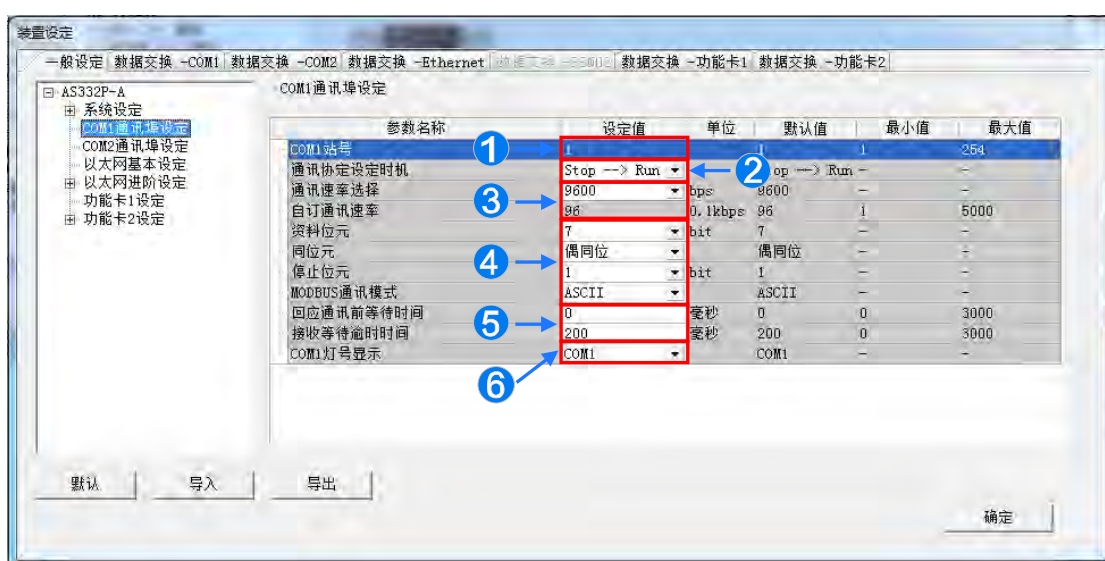 装置设定
一般设定 数据交换 -COM1 数据交换 -COM2 数据交换 -Ethernet 数据交换 -功能卡1 数据交换 -功能卡2
AS332P-A
系统设定
COM1通讯埠设定
COM2通讯埠设定
以太网基本设定
以太网进阶设定
功能卡1设定
功能卡2设定
COM1通讯埠设定
参数名称 设定值 单位 默认值 最小值 最大值
COM1站号 1 1 1 254
通讯协定设定时机 Stop --> Run op --> Run - -
通讯速率选择 9600 bps 9600 - -
自订通讯速率 96 0.1kbps 96 1 5000
资料位元 7 bit 7 - -
同位元 偶同位 偶同位 - -
停止位元 1 bit 1 - -
MODBUS通讯模式 ASCII ASCII - -
回应通讯前等待时间 0 毫秒 0 0 3000
接收等待逾时时间 200 毫秒 200 0 3000
COM1灯号显示 COM1 COM1 - -
1
2
3
4
5
6
默认 导入 导出
确定